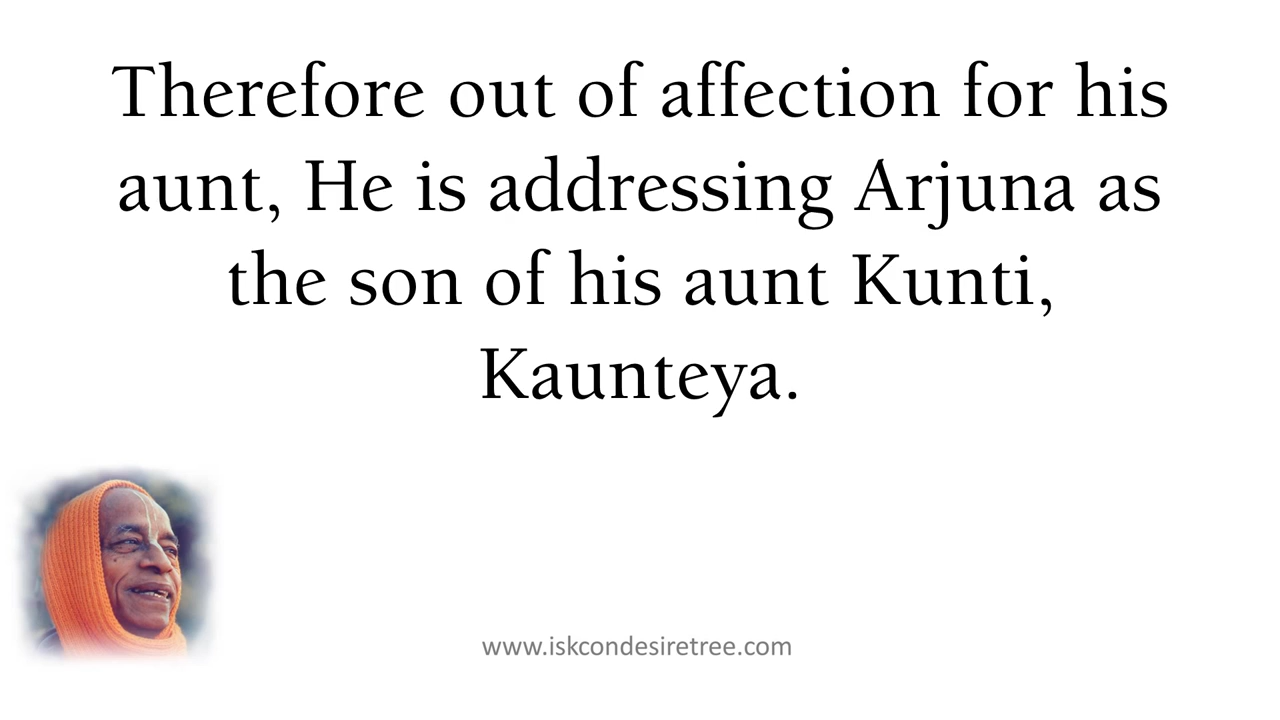 Therefore out of affection for his
aunt, He is addressing Arjuna as
the son of his aunt Kunti,
Kaunteya.
www.iskcondesiretree.com